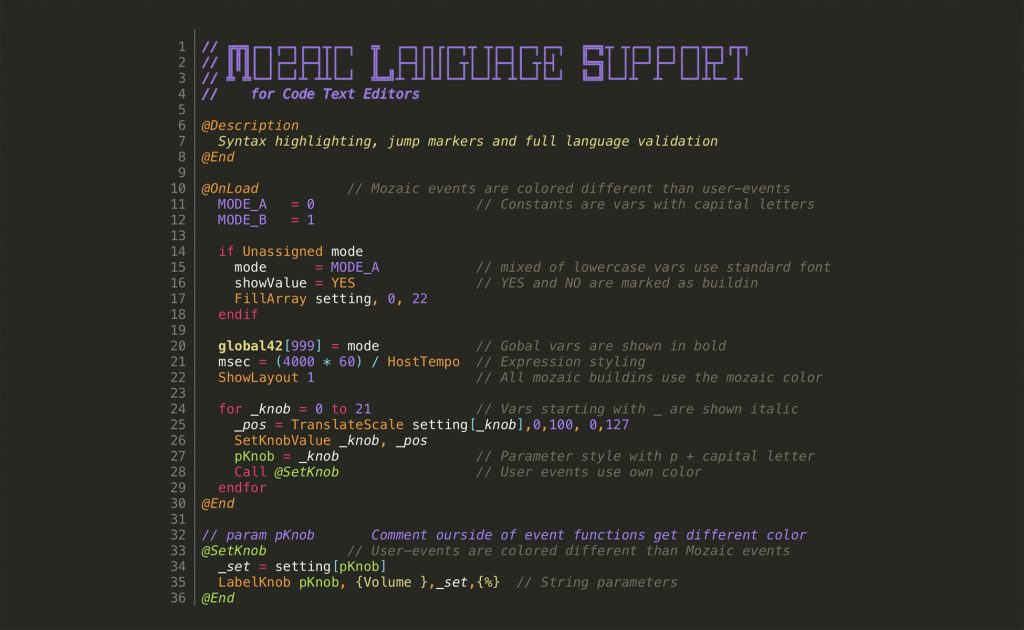 1 // MOZAIC LANGUAGE SUPPORT
2 //
3 //
4 //    for Code Text Editors
5
6 @Description
7   Syntax highlighting, jump markers and full language validation
8 @End
9
10 @OnLoad           // Mozaic events are colored different than user-events
11   MODE_A   = 0                    // Constants are vars with capital letters
12   MODE_B   = 1
13
14   if Unassigned mode
15     mode      = MODE_A            // mixed of lowercase vars use standard font
16     showValue = YES               // YES and NO are marked as buildin
17     FillArray setting, 0, 22
18   endif
19
20   global42[999] = mode            // Gobal vars are shown in bold
21   msec = (4000 * 60) / HostTempo  // Expression styling
22   ShowLayout 1                    // All mozaic buildins use the mozaic color
23
24   for _knob = 0 to 21             // Vars starting with _ are shown italic
25     _pos = TranslateScale setting[_knob],0,100, 0,127
26     SetKnobValue _knob, _pos
27     pKnob = _knob                 // Parameter style with p + capital letter
28     Call @SetKnob                 // User events use own color
29   endfor
30 @End
31
32 // param pKnob       Comment ourside of event functions get different color
33 @SetKnob          // User-events are colored different than Mozaic events
34   _set = setting[pKnob]
35   LabelKnob pKnob, {Volume },_set,{%}  // String parameters
36 @End